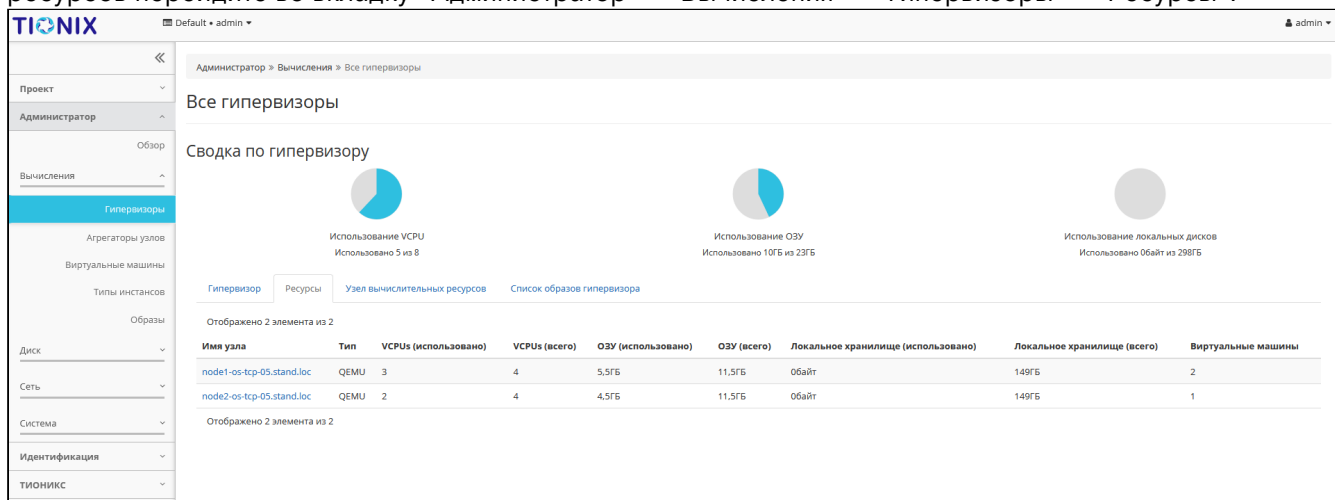 ресурсов перейдите во вкладку "Администратор
TIONIX
Default • admin
admin
Администратор » Вычисления » Все гипервизоры
Проект
Администратор
Обзор
Вычисления
Гипервизоры
Агрегаторы узлов
Виртуальные машины
Типы инстансов
Образы
Диск
Сеть
Система
Идентификация
ТИОНИКС
Все гипервизоры
Сводка по гипервизору
Использование VCPU
Использовано 5 из 8
Использование ОЗУ
Использовано 10ГБ из 23ГБ
Использование локальных дисков
Использовано 0байт из 298ГБ
Гипервизор Ресурсы Узел вычислительных ресурсов Список образов гипервизора
Отображено 2 элемента из 2
Имя узла Тип VCPUs (использовано) VCPUs (всего) ОЗУ (использовано) ОЗУ (всего) Локальное хранилище (использовано) Локальное хранилище (всего) Виртуальные машины
node1-os-tcp-05.stand.loc QEMU 3 4 5,5ГБ 11,5ГБ 0байт 149ГБ 2
node2-os-tcp-05.stand.loc QEMU 2 4 4,5ГБ 11,5ГБ 0байт 149ГБ 1
Отображено 2 элемента из 2